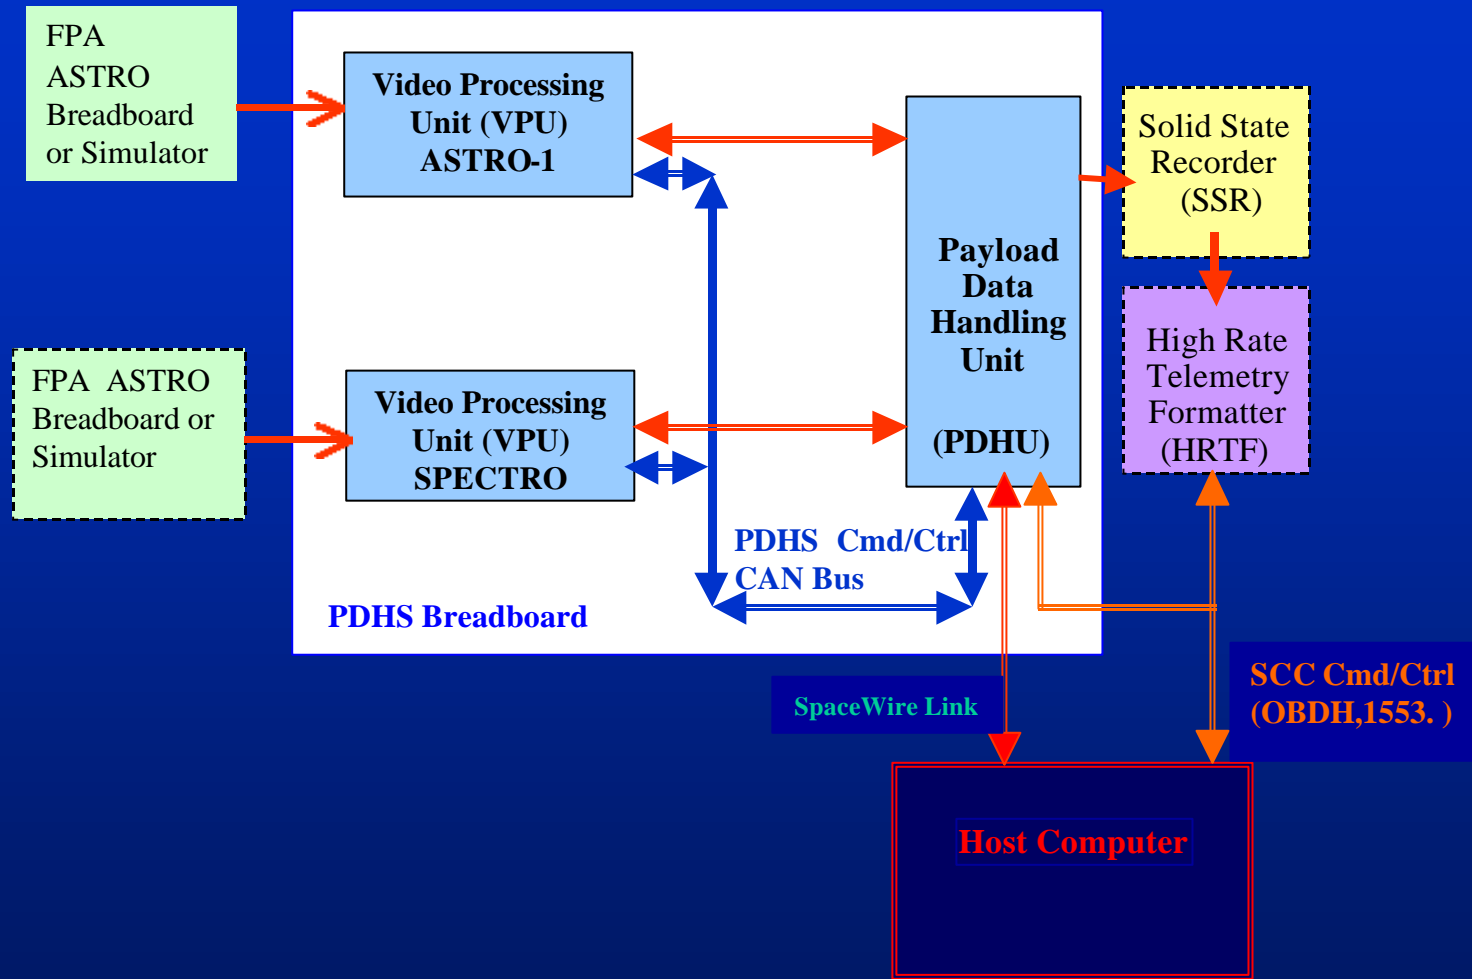 FPA
ASTRO
Breadboard
or Simulator
Video Processing
Unit (VPU)
ASTRO-1
Solid State
Recorder
(SSR)
Payload
Data
Handling
Unit
(PDHU)
High Rate
Telemetry
Formatter
(HRTF)
FPA ASTRO
Breadboard or
Simulator
Video Processing
Unit (VPU)
SPECTRO
PDHS Cmd/Ctrl
CAN Bus
PDHS Breadboard
SpaceWire Link
SCC Cmd/Ctrl
(OBDH,1553. )
Host Computer